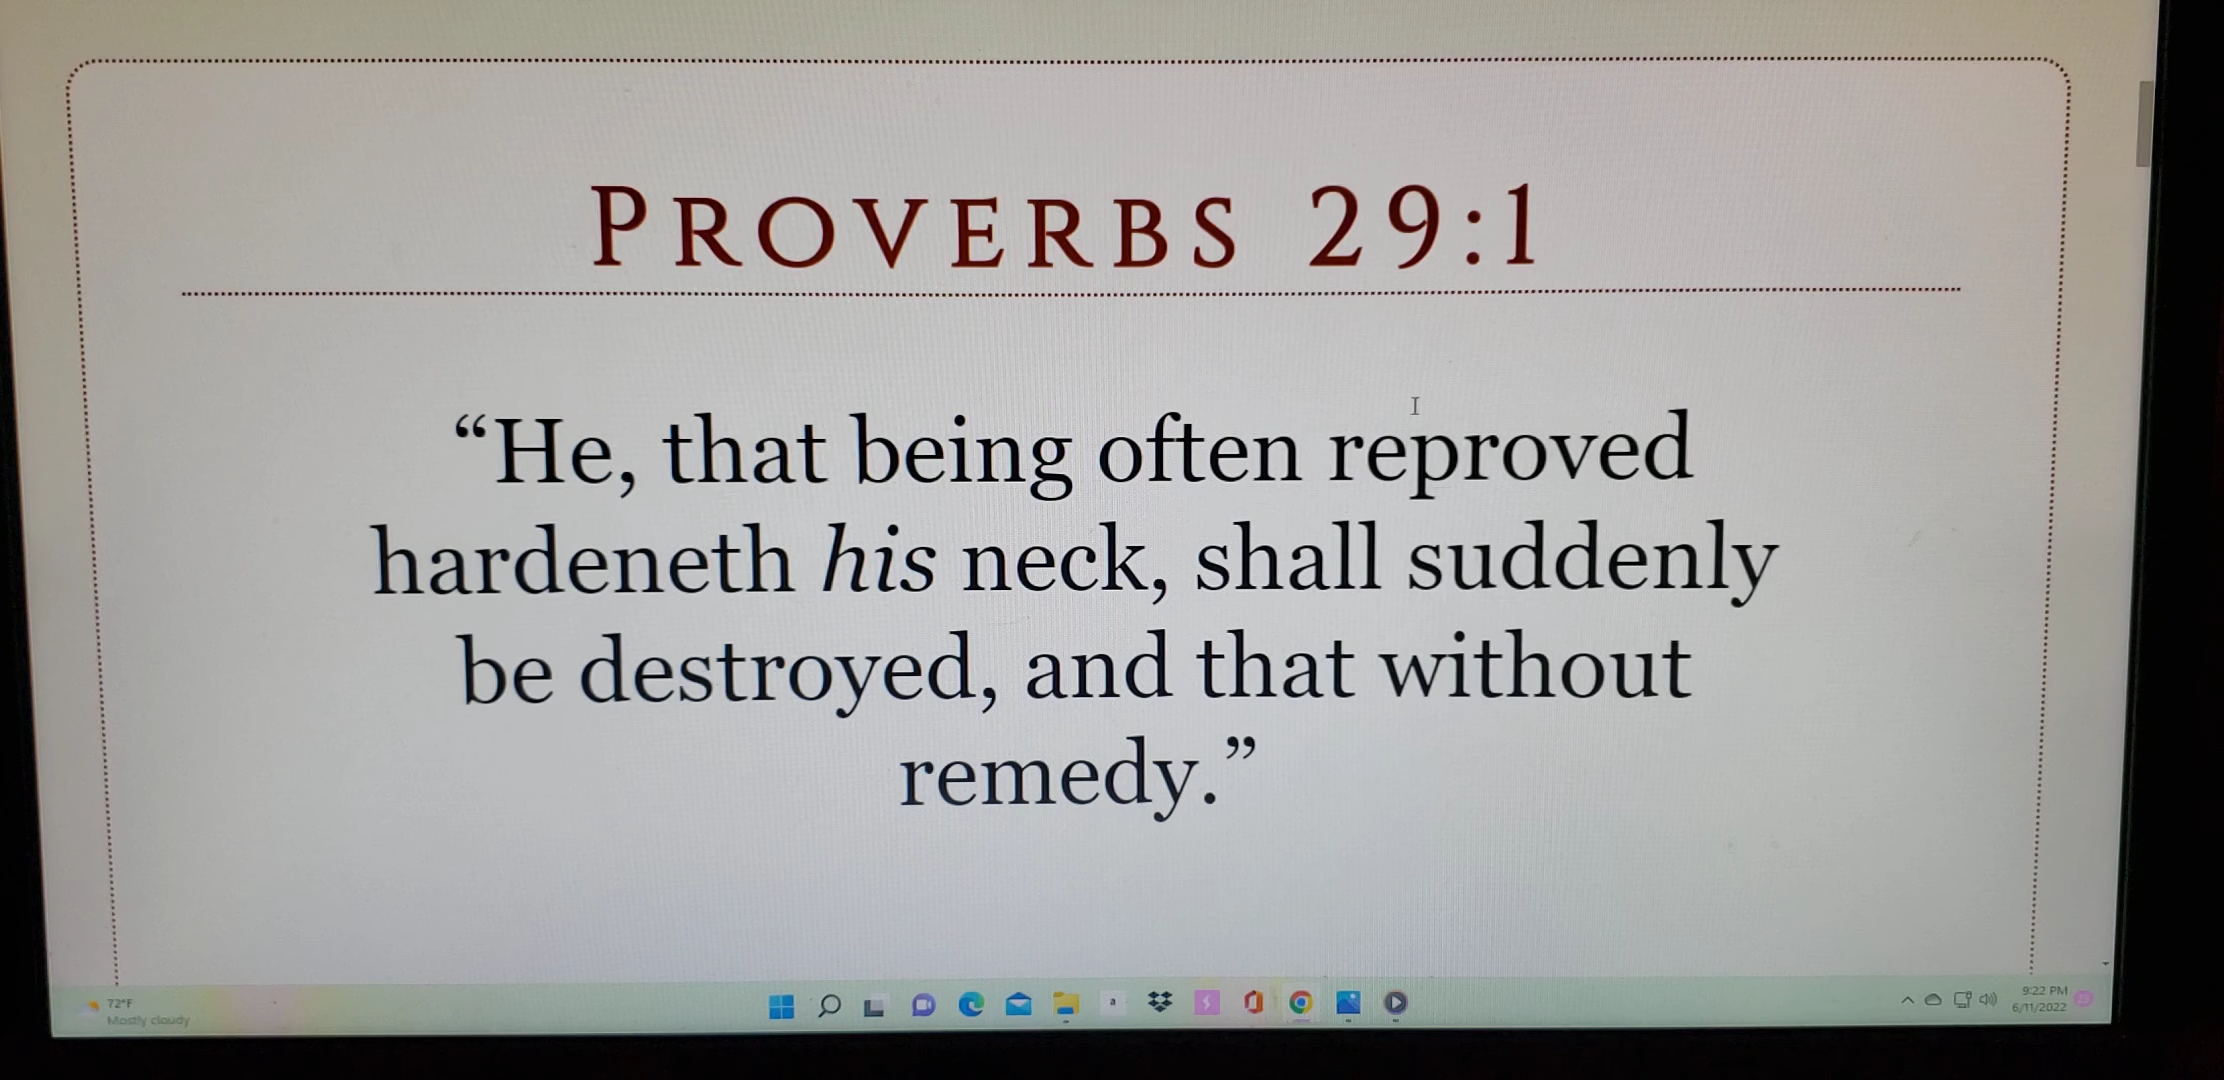 PROVERBS 29:1
“He, that being often reproved
hardeneth his neck, shall suddenly
be destroyed, and that without
remedy.”
72°F
Mostly cloudy
a
9:22 PM
6/11/2022